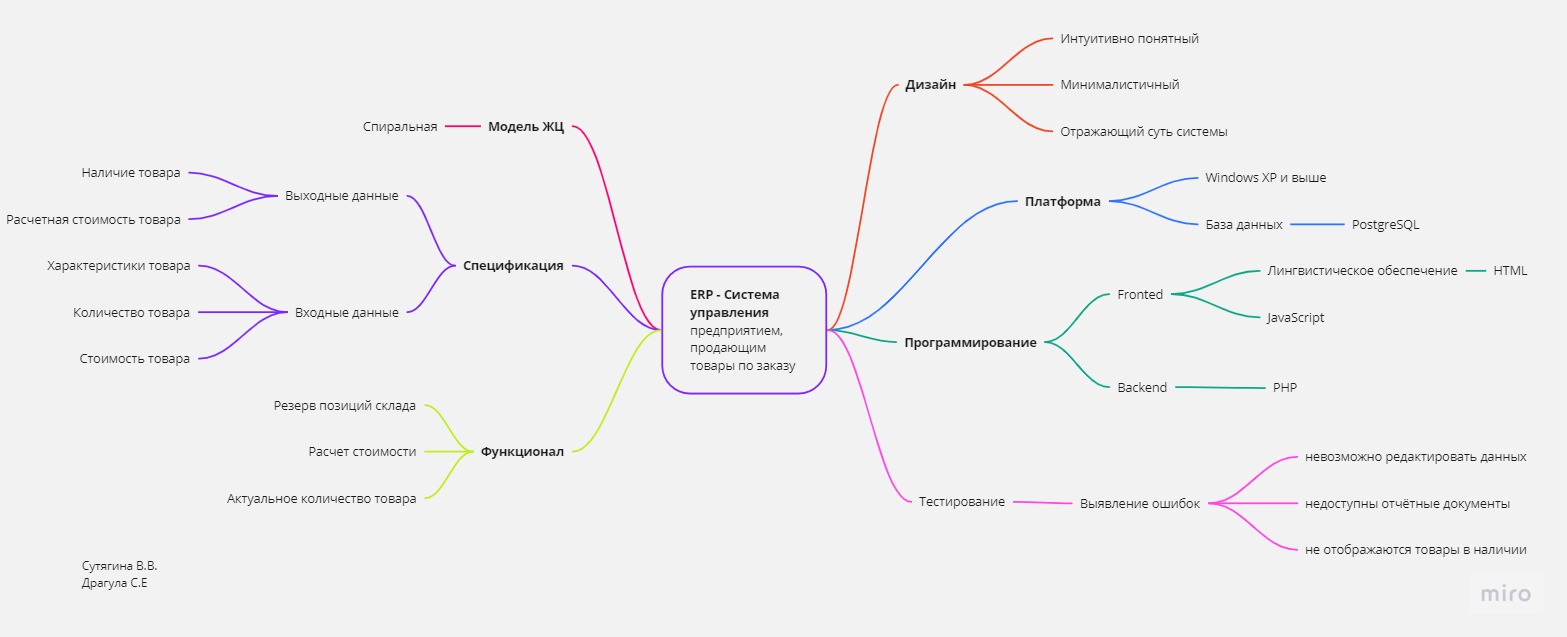 Интуитивно понятный
Дизайн
Минималистичный
Отражающий суть системы
Спиральная
Модель ЖЦ
Наличие товара
Выходные данные
Расчетная стоимость товара
Характеристики товара
Спецификация
Количество товара
Входные данные
Стоимость товара
Резерв позиций склада
Расчет стоимости
Функционал
Актуальное количество товара
ERP - Система
управления
предприятием,
продающим
товары по заказу
Windows XP и выше
Платформа
База данных
PostgreSQL
Лингвистическое обеспечение
HTML
Fronted
JavaScript
Программирование
Backend
PHP
невозможно редактировать данных
Тестирование
Выявление ошибок
недоступны отчётные документы
не отображаются товары в наличии
Сутягина В.В.
Драгула С.Е
miro